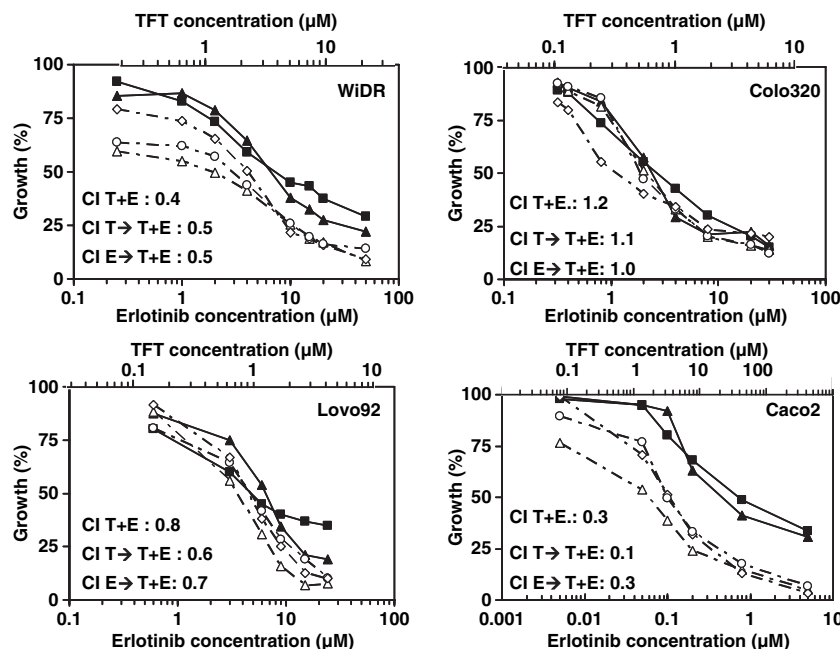 TFT concentration (µM)
0.1 1 10
100
75
50
25
0
Growth (%)
WiDR
CI T+E : 0.4
CI T→ T+E : 0.5
CI E→ T+E : 0.5
0.1 1 10 100
Erlotinib concentration (µM)
TFT concentration (µM)
0.1 1 10
100
75
50
25
0
Growth (%)
Colo320
CI T+E.: 1.2
CI T→ T+E: 1.1
CI E→ T+E: 1.0
0.1 1 10 100
Erlotinib concentration (µM)
TFT concentration (µM)
0.1 1 10
100
75
50
25
0
Growth (%)
Lovo92
CI T+E : 0.8
CI T→ T+E : 0.6
CI E→ T+E: 0.7
0.1 1 10 100
Erlotinib concentration (µM)
TFT concentration (µM)
0.1 1 10 100
100
75
50
25
0
Growth (%)
Caco2
CI T+E.: 0.3
CI T→ T+E: 0.1
CI E→ T+E: 0.3
0.001 0.01 0.1 1 10
Erlotinib concentration (µM)